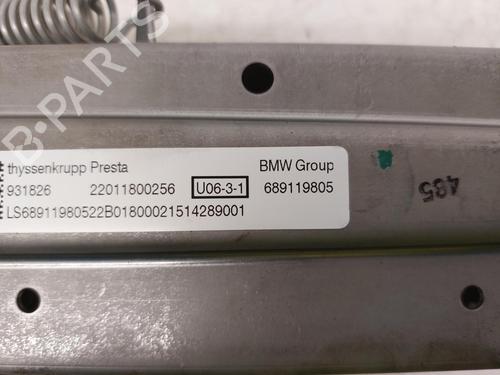 B-PARTS
thyssenkrupp Presta BMW Group
931826 22011800256 U06-3-1 689119805
LS68911980522B01800021514289001
485